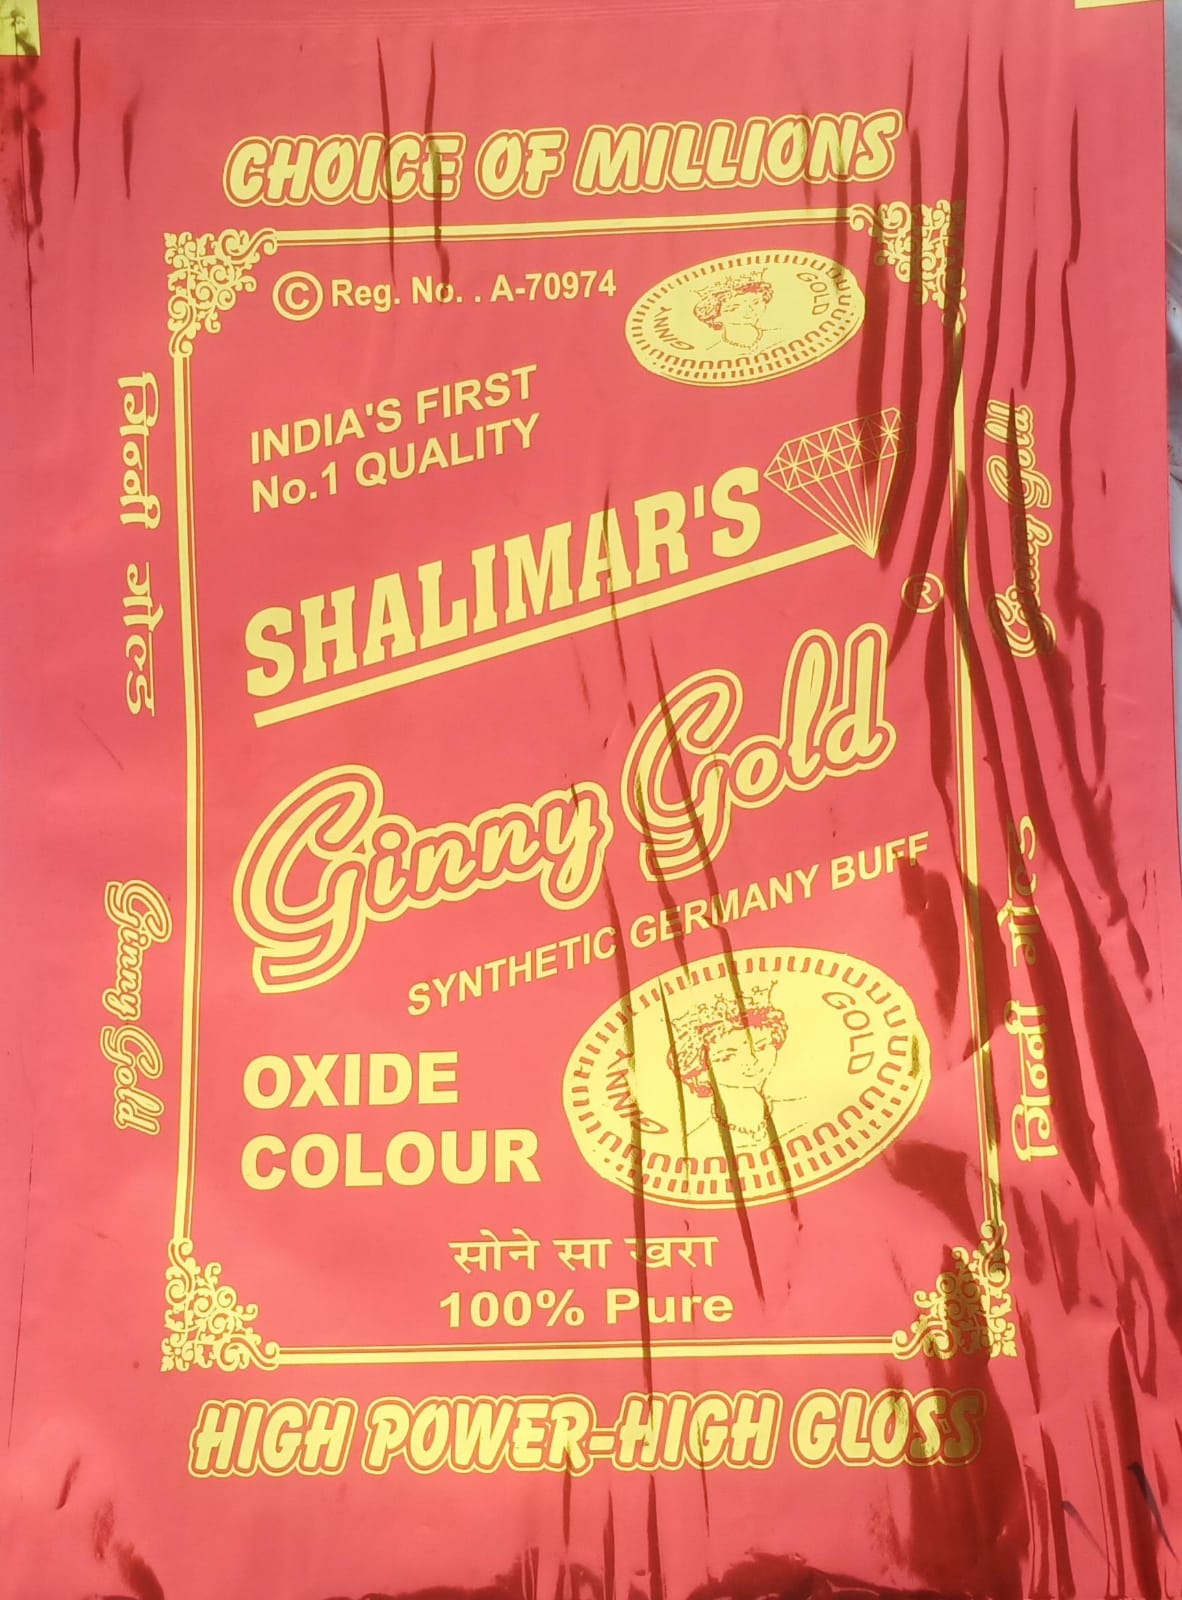 CHOICE OF MILLIONS
© Reg. No. . A-70974
GINNY GOLD
INDIA'S FIRST
No.1 QUALITY
SHALIMAR'S
®
Ginny Gold
SYNTHETIC GERMANY BUFF
OXIDE
COLOUR
GINNY GOLD
सोने सा खरा
100% Pure
HIGH POWER-HIGH GLOSS
गिन्नी गोल्ड
Ginny Gold
Ginny Gold
गिन्नी गोल्ड